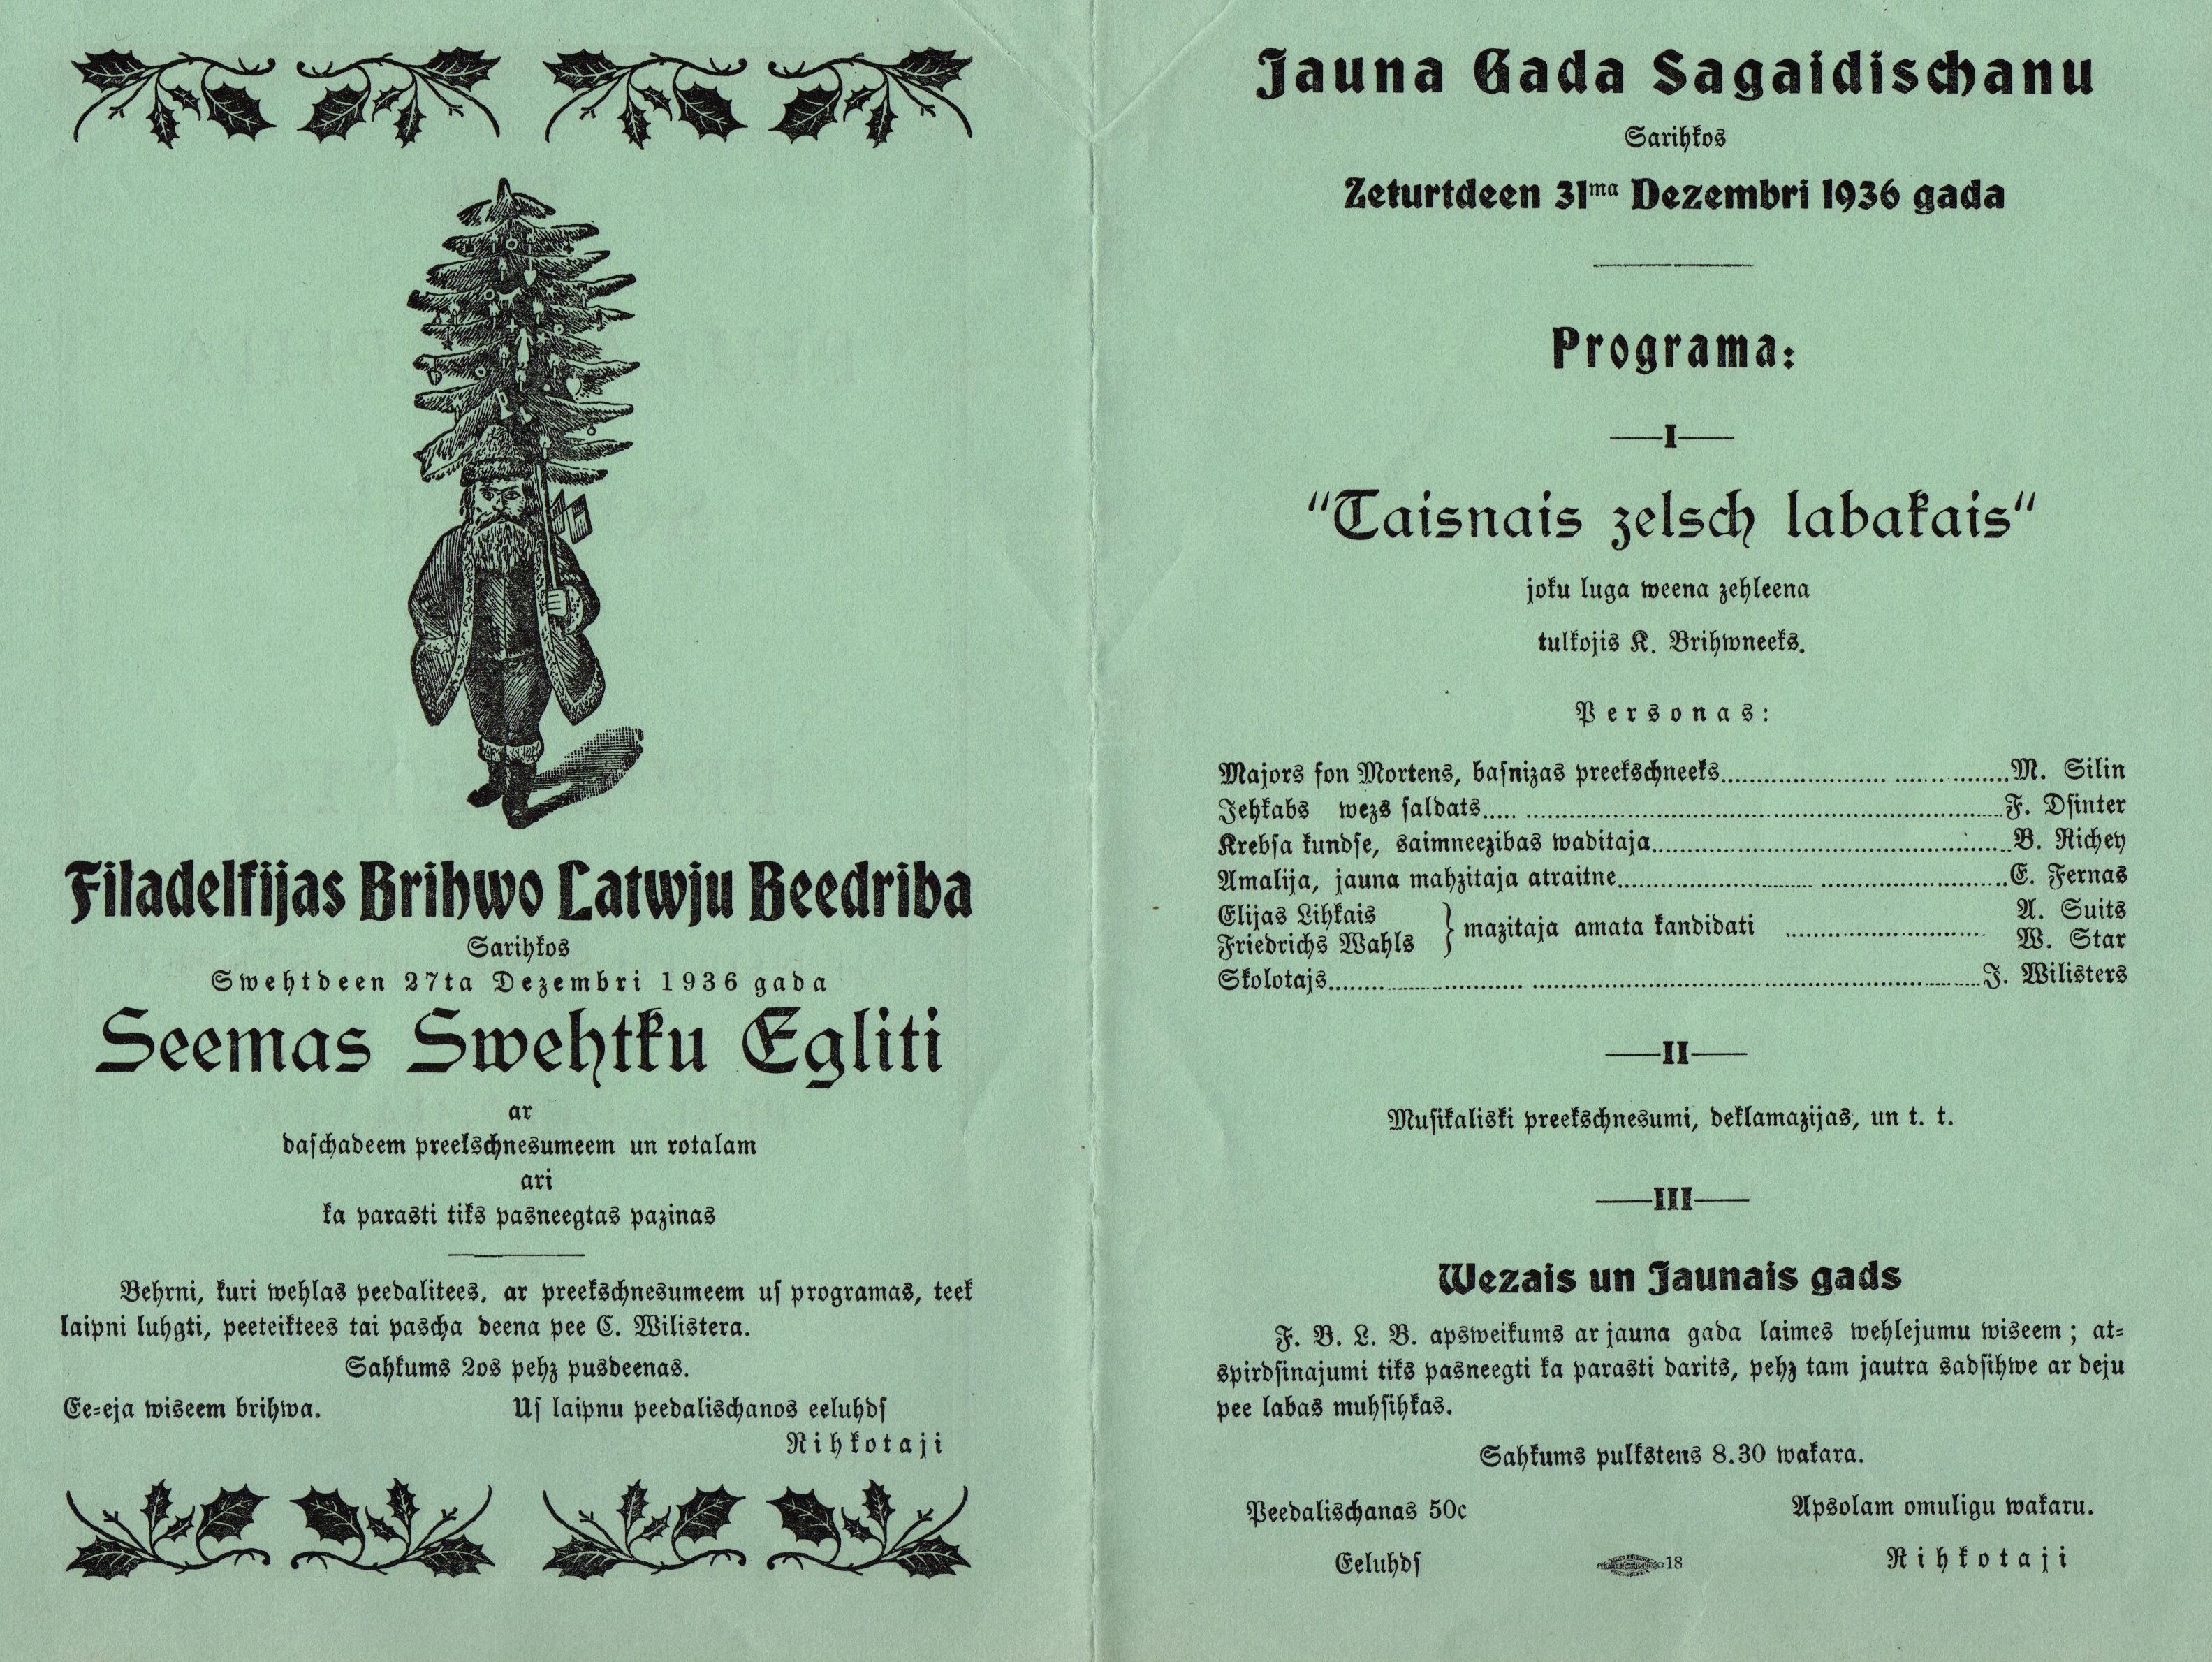 Filadelfijas Brihwo Latwju Beedriba
Sarihkos
Swehtdeen 27ta Dezembri 1936 gada
Seemas Swehtku Egliti
ar
daſchadeem preekschnesumeem un rotalam
ari
ka parasti tiks pasneegtas pazinas
Behrni, kuri wehlas peedalitees, ar preekschnesumeem uſ programas, teek
laipni luhgti, peeteiktees tai pascha deena pee C. Wilistera.
Sahkums 2os pehz pusdeenas.
Ee-eja wiseem brihwa.
Uſ laipnu peedalischanos eeluhdſ
Rihkotaji
Jauna Gada Sagaidischanu
Sarihkos
Zeturtdeen 31ma Dezembri 1936 gada
Programa:
I
“Taisnais zelsch labakais“
joku luga weena zehleena
tulkojis K. Brihwneeks.
Personas:
Majors fon Mortens, baſnizas preekschneeks........................M. Silin
Jehkabs wezs ſaldats........................F. Dſinter
Krebſa kundſe, saimneezibas waditaja........................B. Richey
Amalija, jauna mahzitaja atraitne........................E. Fernas
Elijas Lihkais } mazitaja amata kandidati ........................ A. Suits
Friedrichs Wahls W. Star
Skolotajs........................J. Wilisters
II
Muſikaliski preekschnesumi, deklamazijas, un t. t.
III
Wezais un Jaunais gads
F. B. L. B. apsweikums ar jauna gada laimes wehlejumu wiseem; at-
spirdſinajumi tiks pasneegti ka parasti darits, pehz tam jautra sadſihwe ar deju
pee labas muhſihkas.
Sahkums pulkstens 8.30 wakara.
Peedalischanas 50c
Apsolam omuligu wakaru.
Eeluhdſ
18
Rihkotaji